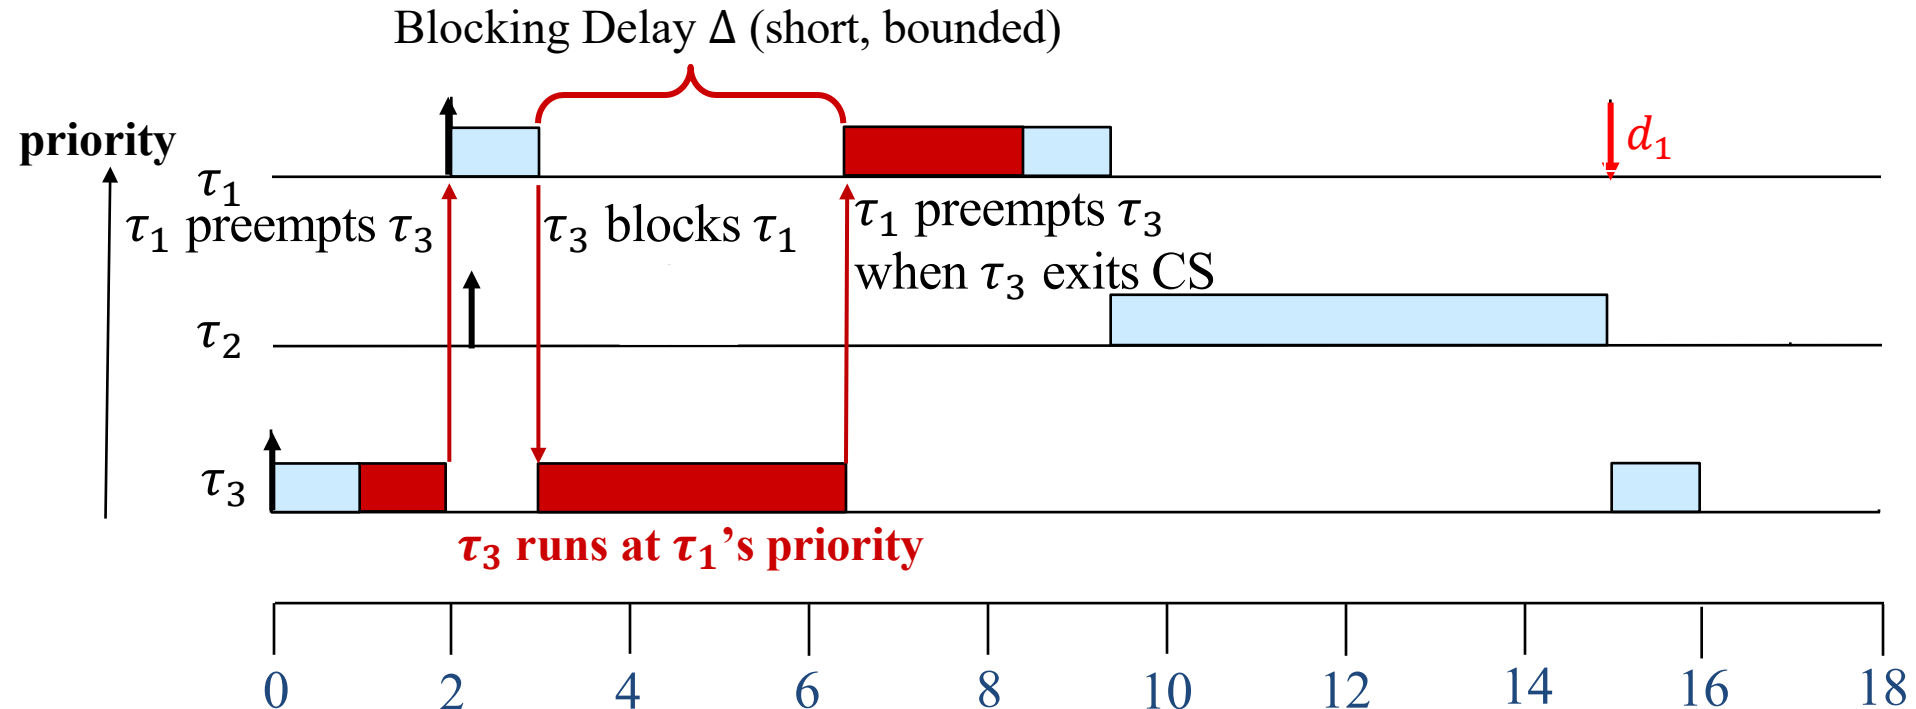 Blocking Delay Δ (short, bounded)
priority
τ₁
d₁
τ₁ preempts τ₃
τ₃ blocks τ₁
τ₁ preempts τ₃
when τ₃ exits CS
τ₂
τ₃
τ₃ runs at τ₁’s priority
0 2 4 6 8 10 12 14 16 18